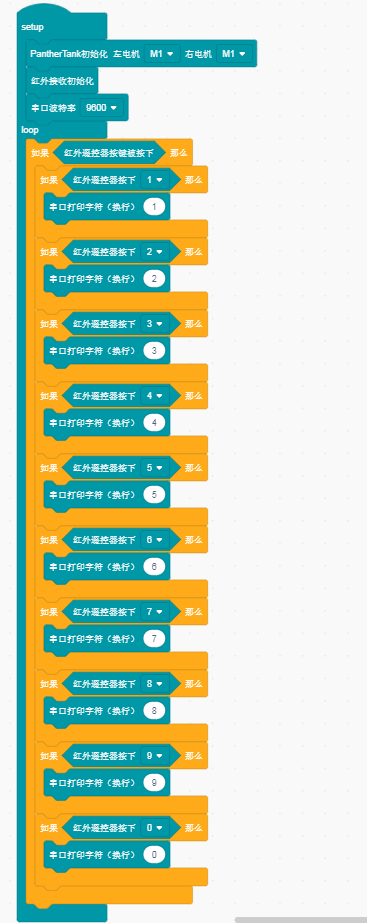 setup
PantherTank初始化 左电机 M1 右电机 M1
红外接收初始化
串口波特率 9600
loop
如果 红外遥控器按键被按下 那么
如果 红外遥控器按下 1 那么
串口打印字符（换行） 1
如果 红外遥控器按下 2 那么
串口打印字符（换行） 2
如果 红外遥控器按下 3 那么
串口打印字符（换行） 3
如果 红外遥控器按下 4 那么
串口打印字符（换行） 4
如果 红外遥控器按下 5 那么
串口打印字符（换行） 5
如果 红外遥控器按下 6 那么
串口打印字符（换行） 6
如果 红外遥控器按下 7 那么
串口打印字符（换行） 7
如果 红外遥控器按下 8 那么
串口打印字符（换行） 8
如果 红外遥控器按下 9 那么
串口打印字符（换行） 9
如果 红外遥控器按下 0 那么
串口打印字符（换行） 0